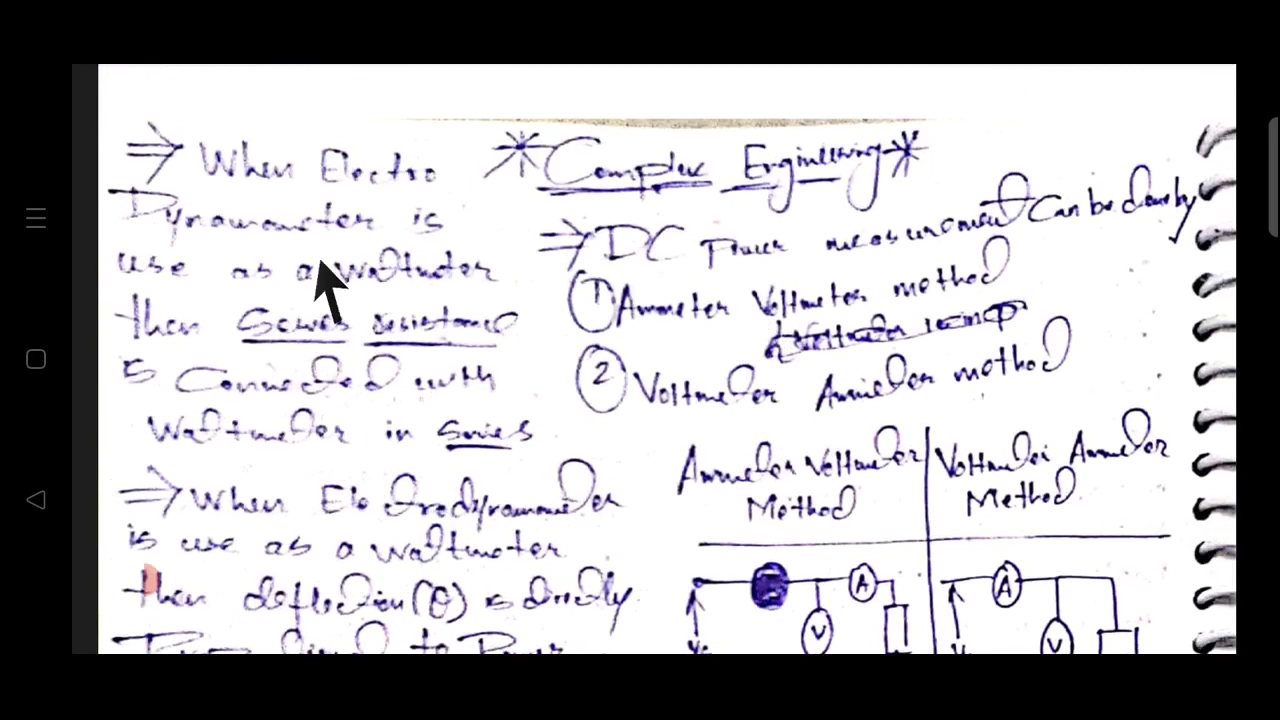 ⇒ When Electro
Dynamometer is
use as a wattmeter
then Series resistance
is Connected with
wattmeter in series
⇒ When Electrodynamometer
is use as a wattmeter
then deflection (θ) is directly
to Power
* Complex Engineering *
⇒ DC Power measurement Can be done by
① Ammeter Voltmeter method
② Voltmeter Ammeter method
Ammeter Voltmeter
Method
Voltmeter Ammeter
Method
A
V
A
V